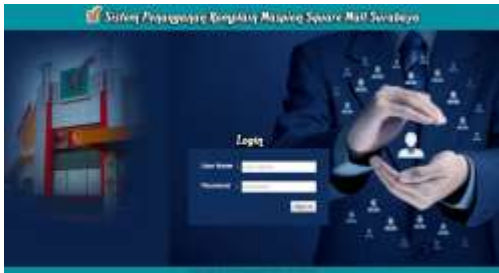 Sistem Penanganan Komplain Maspion Square Mall Surabaya
Login
User Name
Password